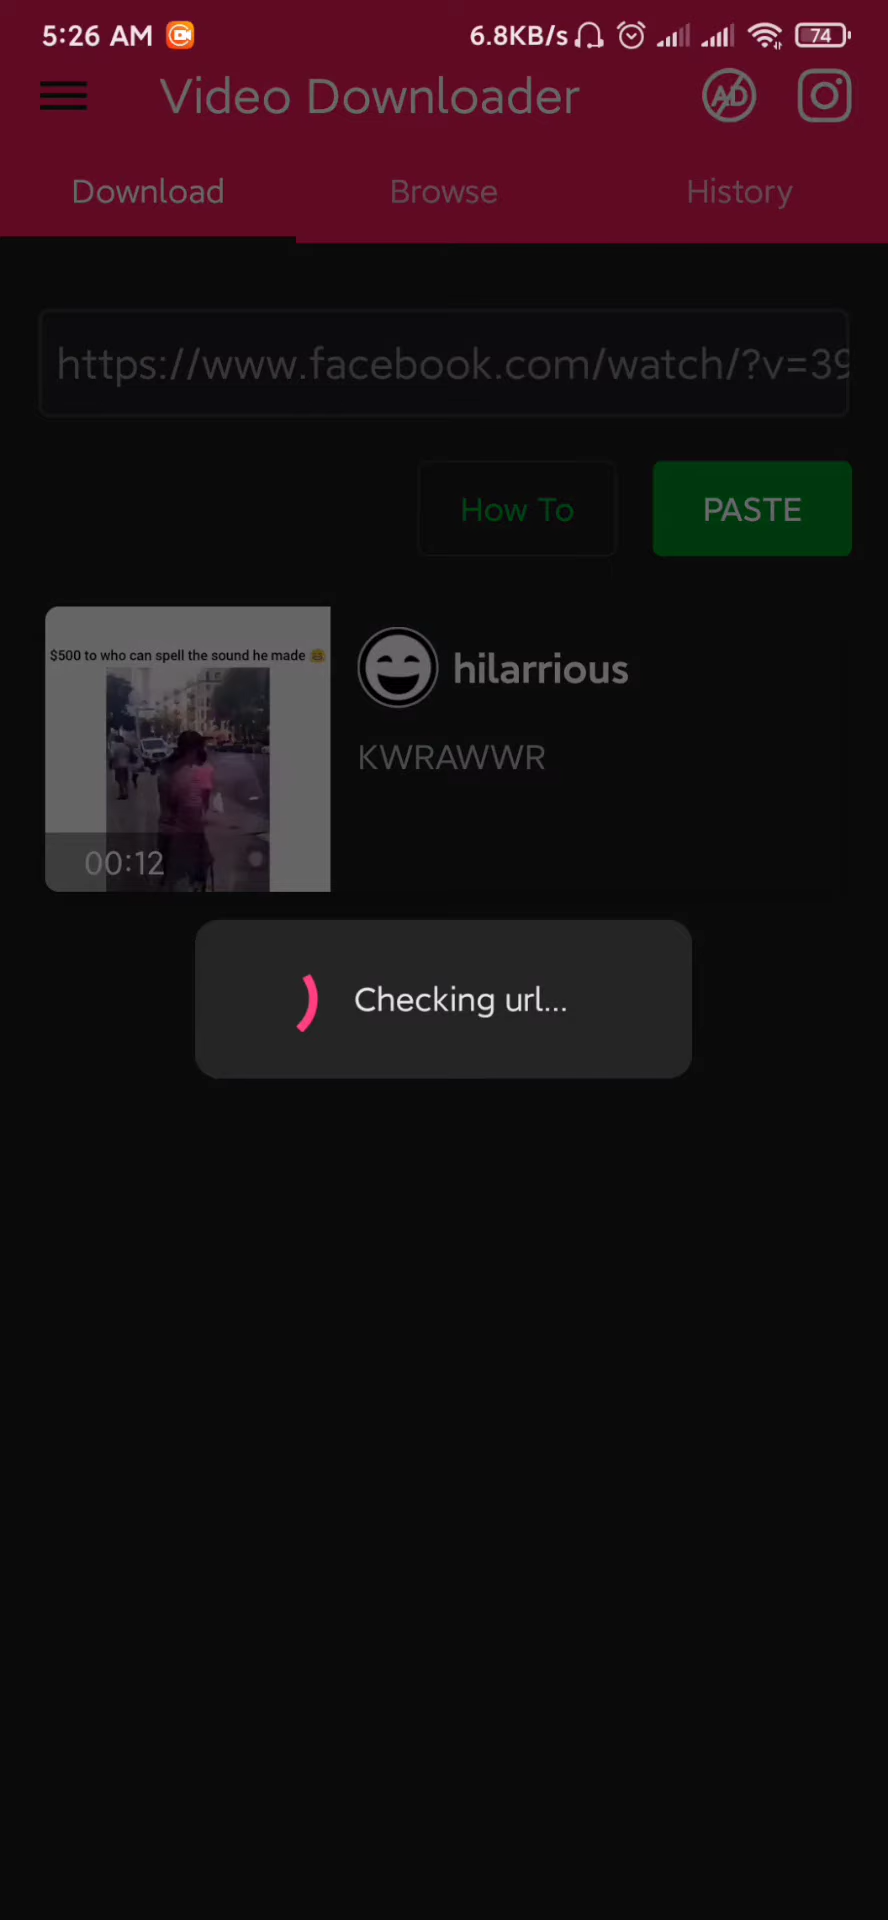 5:26 AM 6.8KB/s 74
Video Downloader AD
Download Browse History
https://www.facebook.com/watch/?v=39
How To PASTE
$500 to who can spell the sound he made 😂
hilarrious
KWRAWWR
00:12
Checking url...